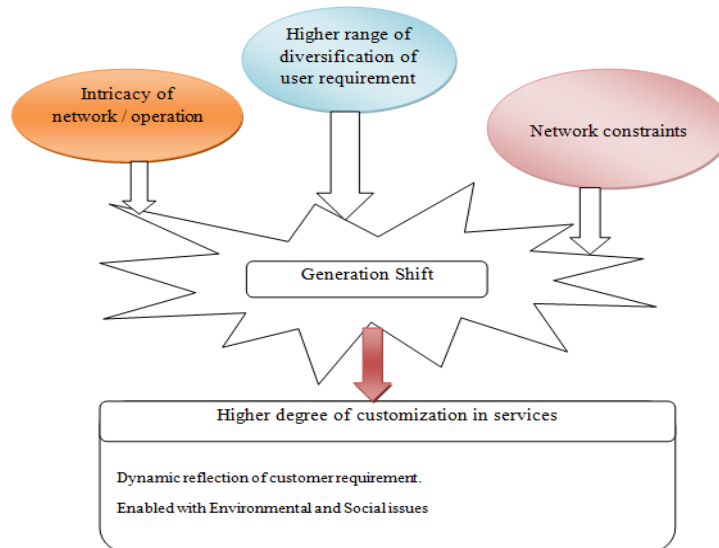 Higher range of
diversification of
user requirement
Intricacy of
network / operation
Network constraints
Generation Shift
Higher degree of customization in services
Dynamic reflection of customer requirement.
Enabled with Environmental and Social issues